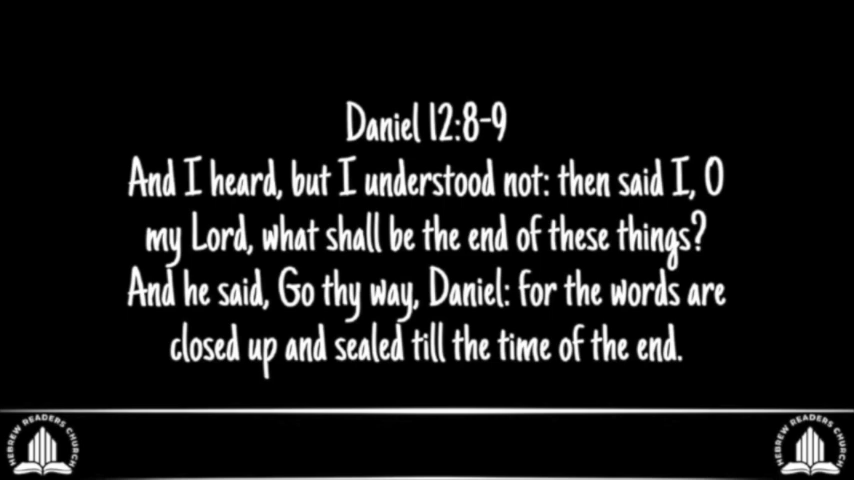 Daniel 12:8-9
And I heard, but I understood not: then said I, O
my Lord, what shall be the end of these things?
And he said, Go thy way, Daniel: for the words are
closed up and sealed till the time of the end.
HEBREW READERS CHURCH
HEBREW READERS CHURCH